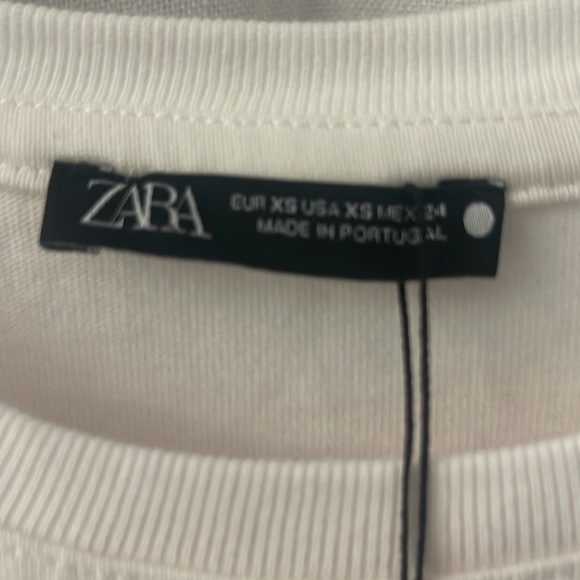 ZARA
EUR XS USA XS MEX 24
MADE IN PORTUGAL